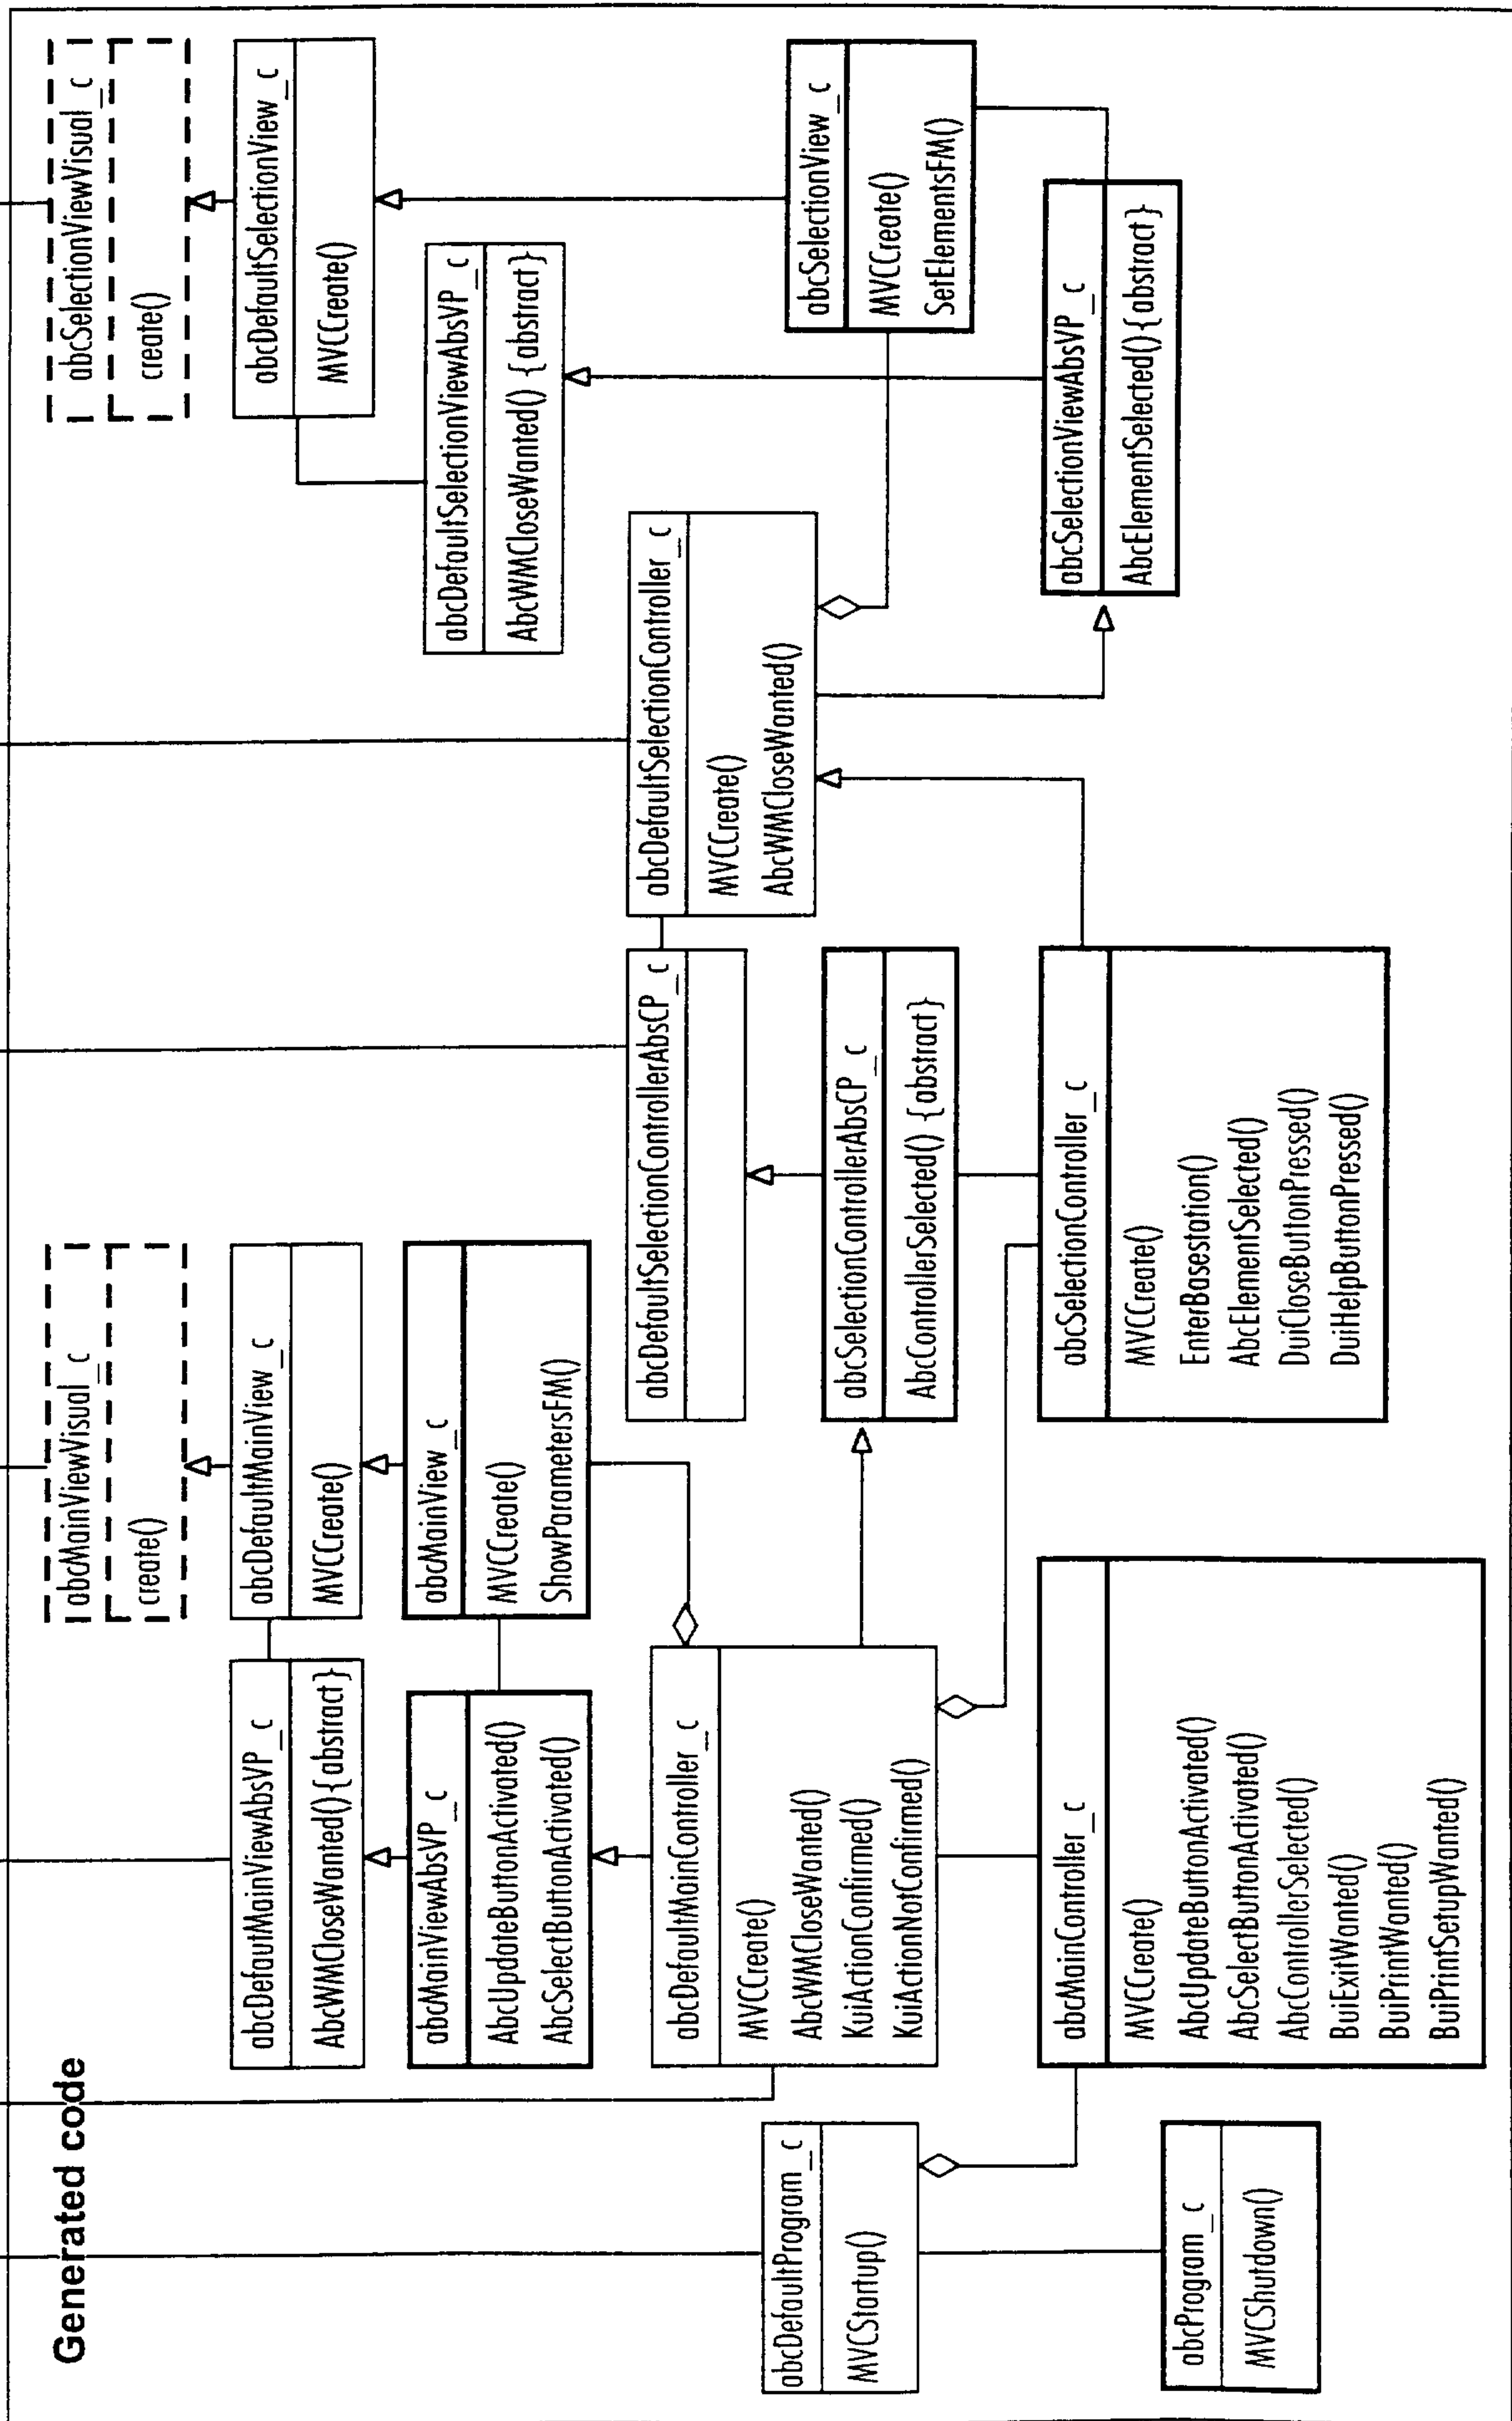 Generated code
abcDefaultProgram_c
MVCStartup()
abcProgram_c
MVCShutdown()
abcDefautMainViewAbsVP_c
AbcWMCloseWanted(){abstract}
abcMainViewAbsVP_c
AbcUpdateButtonActivated()
AbcSelectButtonActivated()
abcDefaultMainController_c
MVCCreate()
AbcWMCloseWanted()
KuiActionConfirmed()
KuiActionNotConfirmed()
abcMainController_c
MVCCreate()
AbcUpdateButtonActivated()
AbcSelectButtonActivated()
AbcControllerSelected()
BuiExitWanted()
BuiPrintWanted()
BuiPrintSetupWanted()
abcMainViewVisual_c
create()
abcDefaultMainView_c
MVCCreate()
abcMainView_c
MVCCreate()
ShowParametersFM()
abcDefaultSelectionControllerAbsCP_c
abcSelectionControllerAbsCP_c
AbcControllerSelected() {abstract}
abcSelectionController_c
MVCCreate()
EnterBasestation()
AbcElementSelected()
DuiCloseButtonPressed()
DuiHelpButtonPressed()
abcDefaultSelectionController_c
MVCCreate()
AbcWMCloseWanted()
abcSelectionViewVisual_c
create()
abcDefaultSelectionView_c
MVCCreate()
abcDefaultSelectionViewAbsVP_c
AbcWMCloseWanted() {abstract}
abcSelectionView_c
MVCCreate()
SetElementsFM()
abcSelectionViewAbsVP_c
AbcElementSelected(){abstract}